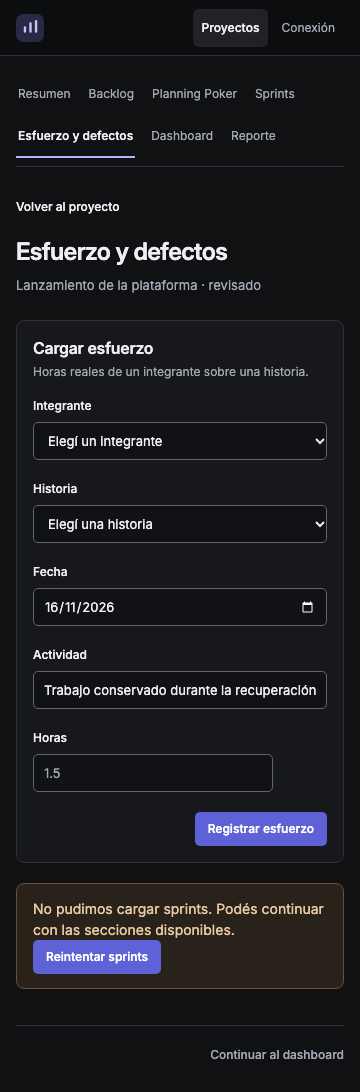 Proyectos
Conexión
Resumen
Backlog
Planning Poker
Sprints
Esfuerzo y defectos
Dashboard
Reporte
Volver al proyecto
Esfuerzo y defectos
Lanzamiento de la plataforma · revisado
Cargar esfuerzo
Horas reales de un integrante sobre una historia.
Integrante
Elegí un integrante
Historia
Elegí una historia
Fecha
16/11/2026
Actividad
Trabajo conservado durante la recuperación
Horas
1.5
Registrar esfuerzo
No pudimos cargar sprints. Podés continuar
con las secciones disponibles.
Reintentar sprints
Continuar al dashboard